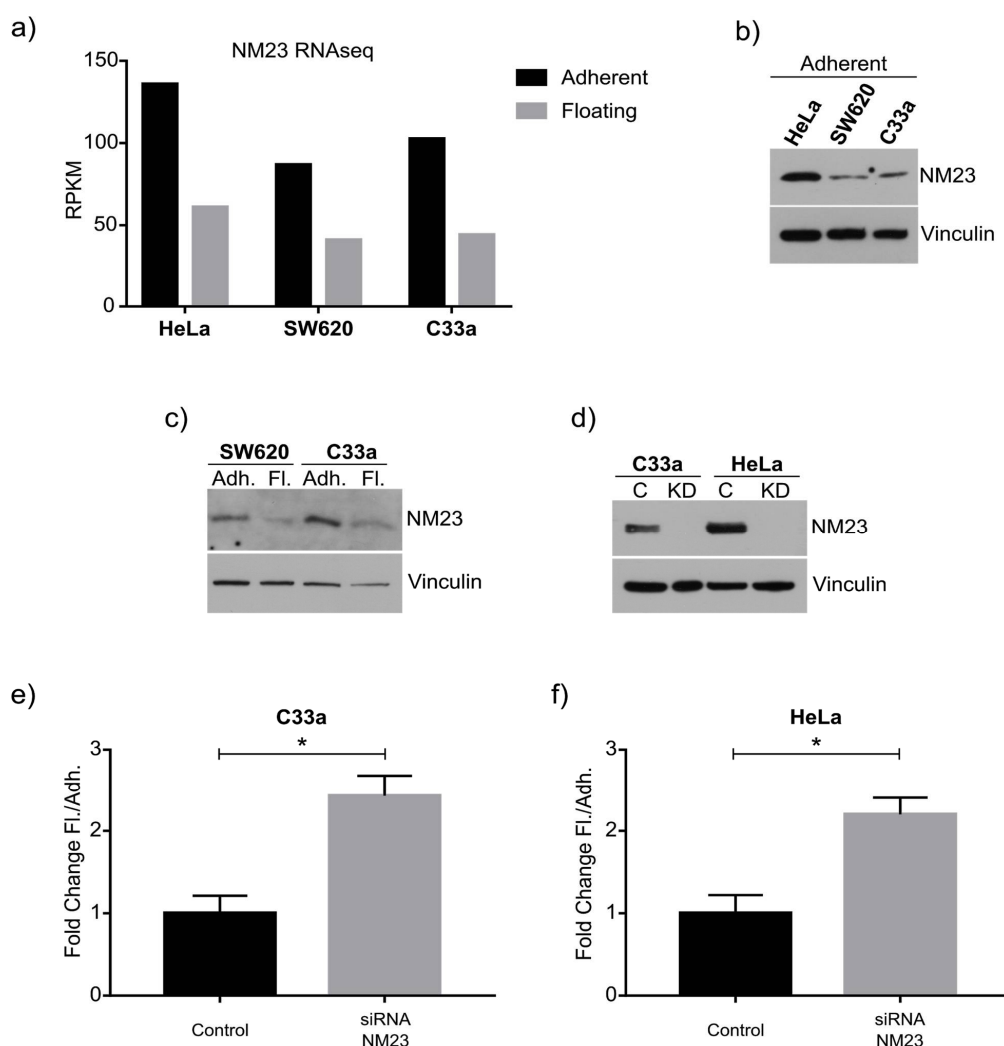 a)
NM23 RNAseq
150
100
50
0
RPKM
HeLa
SW620
C33a
Adherent
Floating
b)
Adherent
HeLa
SW620
C33a
NM23
Vinculin
c)
SW620 C33a
Adh. Fl. Adh. Fl.
NM23
Vinculin
d)
C33a HeLa
C KD C KD
NM23
Vinculin
e)
C33a
*
3
2
1
0
Fold Change Fl./Adh.
Control
siRNA
NM23
f)
HeLa
*
3
2
1
0
Fold Change Fl./Adh.
Control
siRNA
NM23